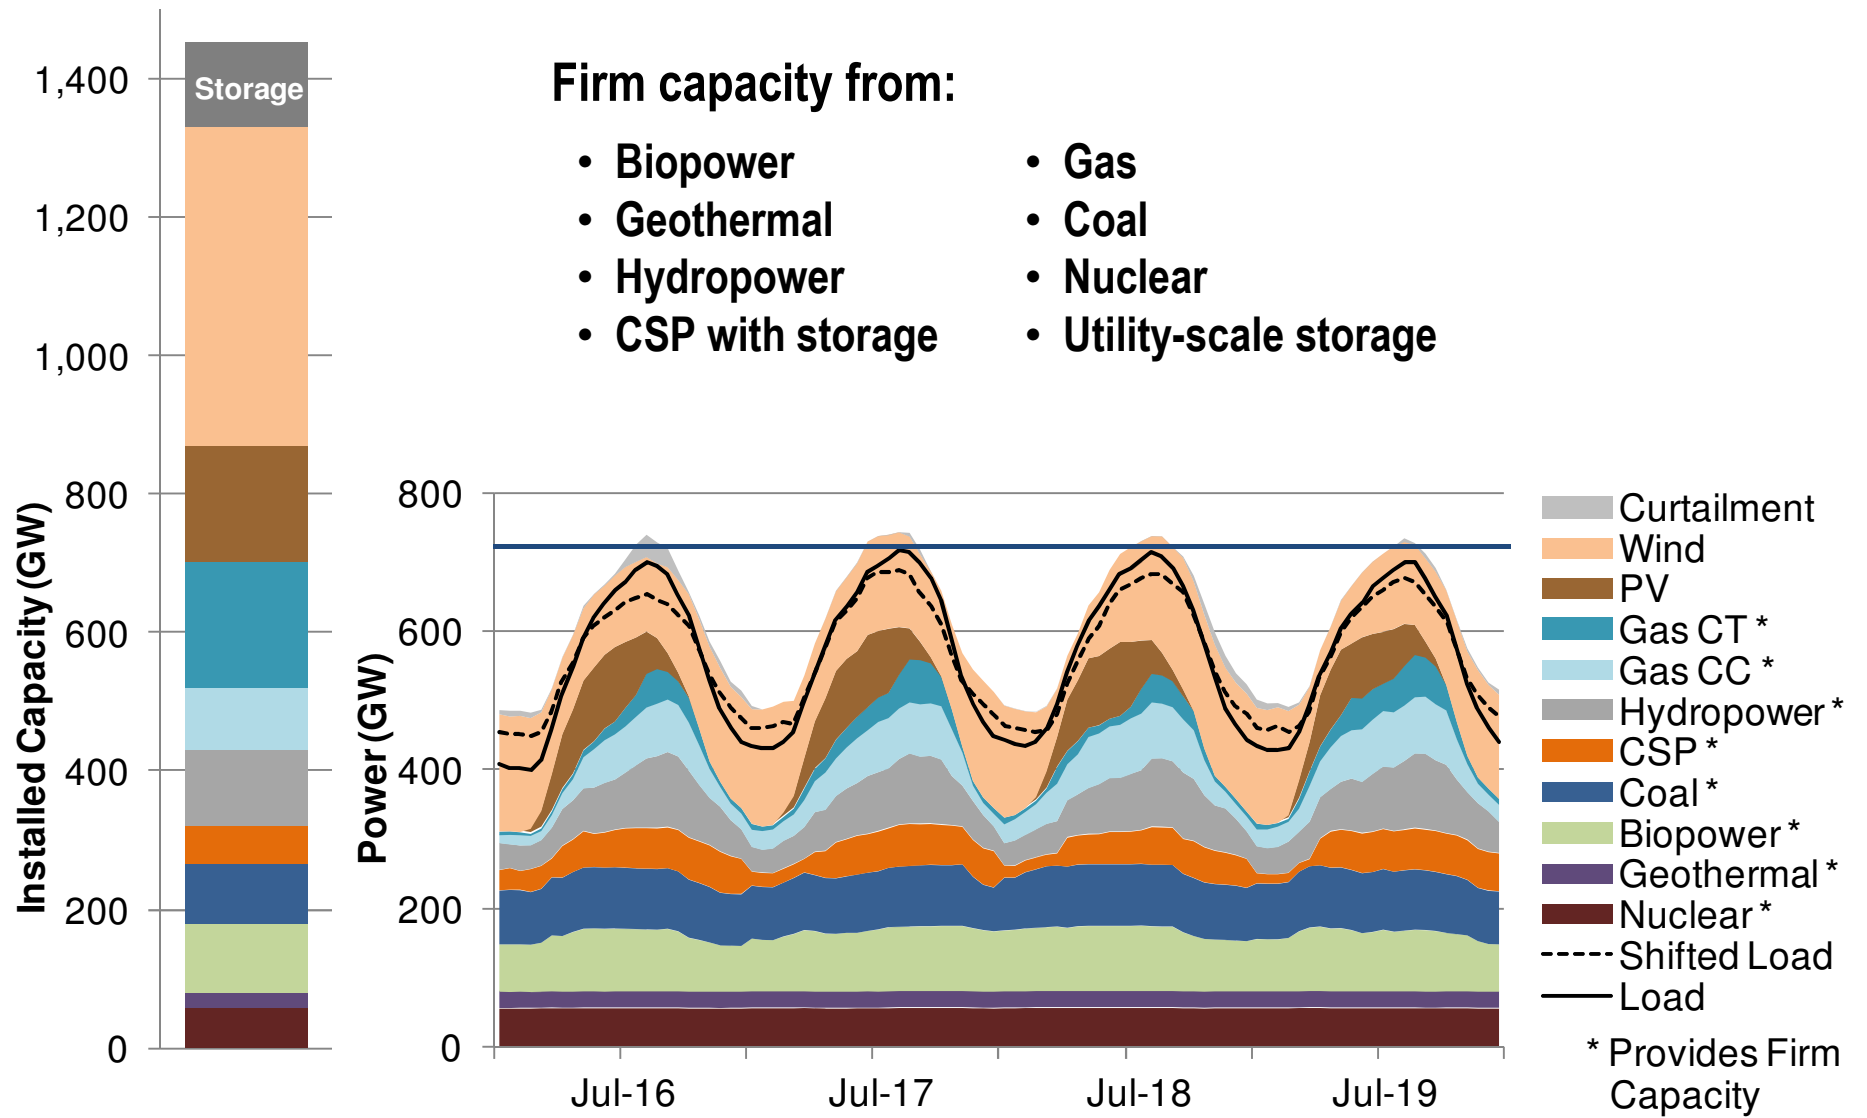 Installed Capacity (GW)
1,400
1,200
1,000
800
600
400
200
0
Storage
Firm capacity from:
• Biopower
• Geothermal
• Hydropower
• CSP with storage
• Gas
• Coal
• Nuclear
• Utility-scale storage
Power (GW)
800
600
400
200
0
Jul-16
Jul-17
Jul-18
Jul-19
Curtailment
Wind
PV
Gas CT *
Gas CC *
Hydropower *
CSP *
Coal *
Biopower *
Geothermal *
Nuclear *
Shifted Load
Load
* Provides Firm
Capacity